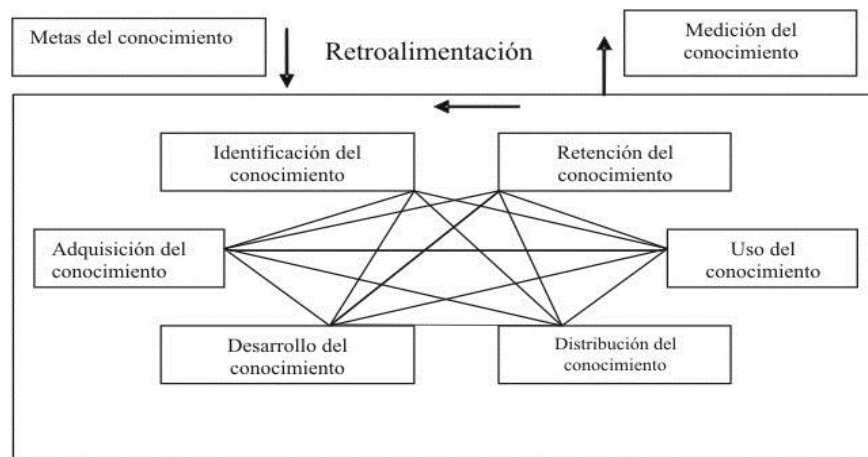 Metas del conocimiento
Retroalimentación
Medición del
conocimiento
Identificación del
conocimiento
Retención del
conocimiento
Adquisición del
conocimiento
Uso del
conocimiento
Desarrollo del
conocimiento
Distribución del
conocimiento